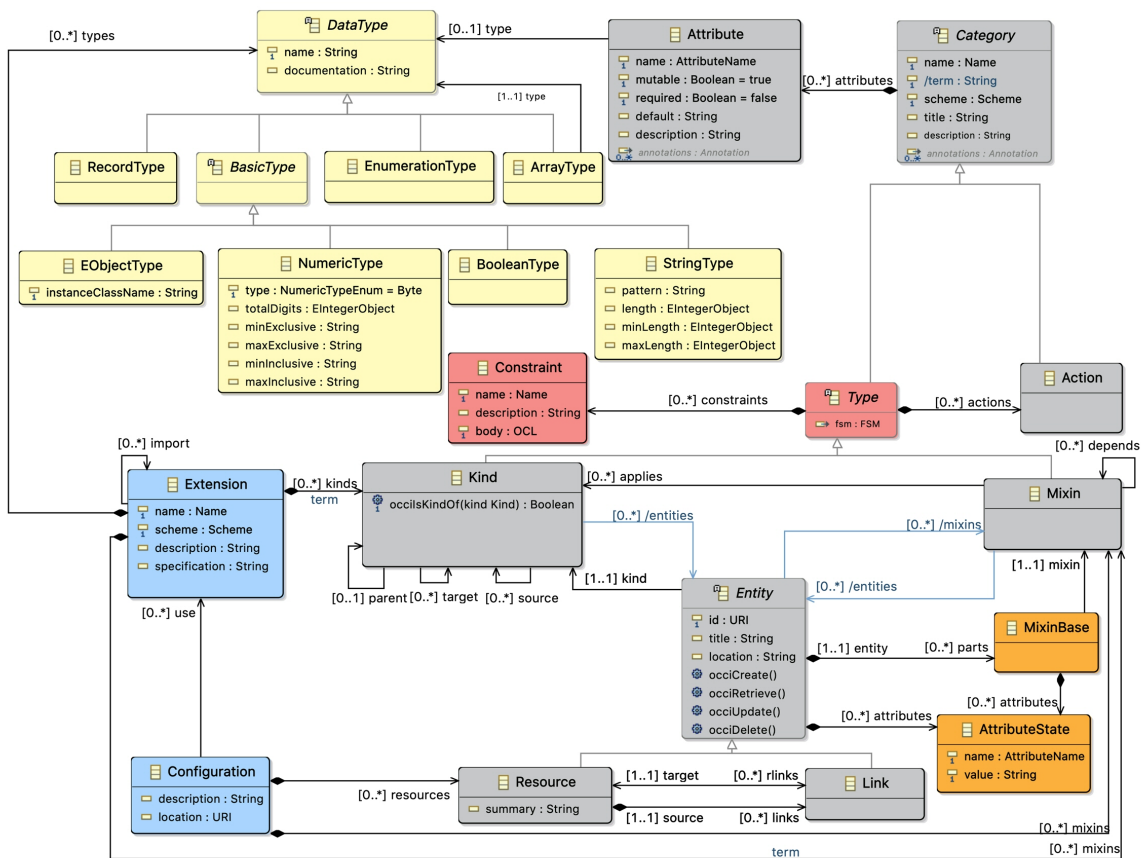 DataType
name : String
documentation : String
[0..*] types
[0..1] type
[1..1] type
Attribute
name : AttributeName
mutable : Boolean = true
required : Boolean = false
default : String
description : String
annotations : Annotation
[0..*] attributes
Category
name : Name
/term : String
scheme : Scheme
title : String
description : String
annotations : Annotation
RecordType
BasicType
EnumerationType
ArrayType
EObjectType
instanceClassName : String
NumericType
type : NumericTypeEnum = Byte
totalDigits : EIntegerObject
minExclusive : String
maxExclusive : String
minInclusive : String
maxInclusive : String
BooleanType
StringType
pattern : String
length : EIntegerObject
minLength : EIntegerObject
maxLength : EIntegerObject
Constraint
name : Name
description : String
body : OCL
[0..*] constraints
Type
fsm : FSM
[0..*] actions
Action
[0..*] import
Extension
name : Name
scheme : Scheme
description : String
specification : String
[0..*] kinds
term
Kind
occiIsKindOf(kind Kind) : Boolean
[0..*] applies
[0..*] depends
Mixin
[0..*] /entities
[0..*] /mixins
[0..*] /entities
[0..1] parent
[0..*] target
[0..*] source
[1..1] kind
[1..1] mixin
[0..*] use
Entity
id : URI
title : String
location : String
occiCreate()
occiRetrieve()
occiUpdate()
occiDelete()
[1..1] entity
[0..*] parts
MixinBase
[0..*] attributes
[0..*] attributes
AttributeState
name : AttributeName
value : String
Configuration
description : String
location : URI
[0..*] resources
Resource
summary : String
[1..1] target
[0..*] rlinks
[1..1] source
[0..*] links
Link
[0..*] mixins
[0..*] mixins
term